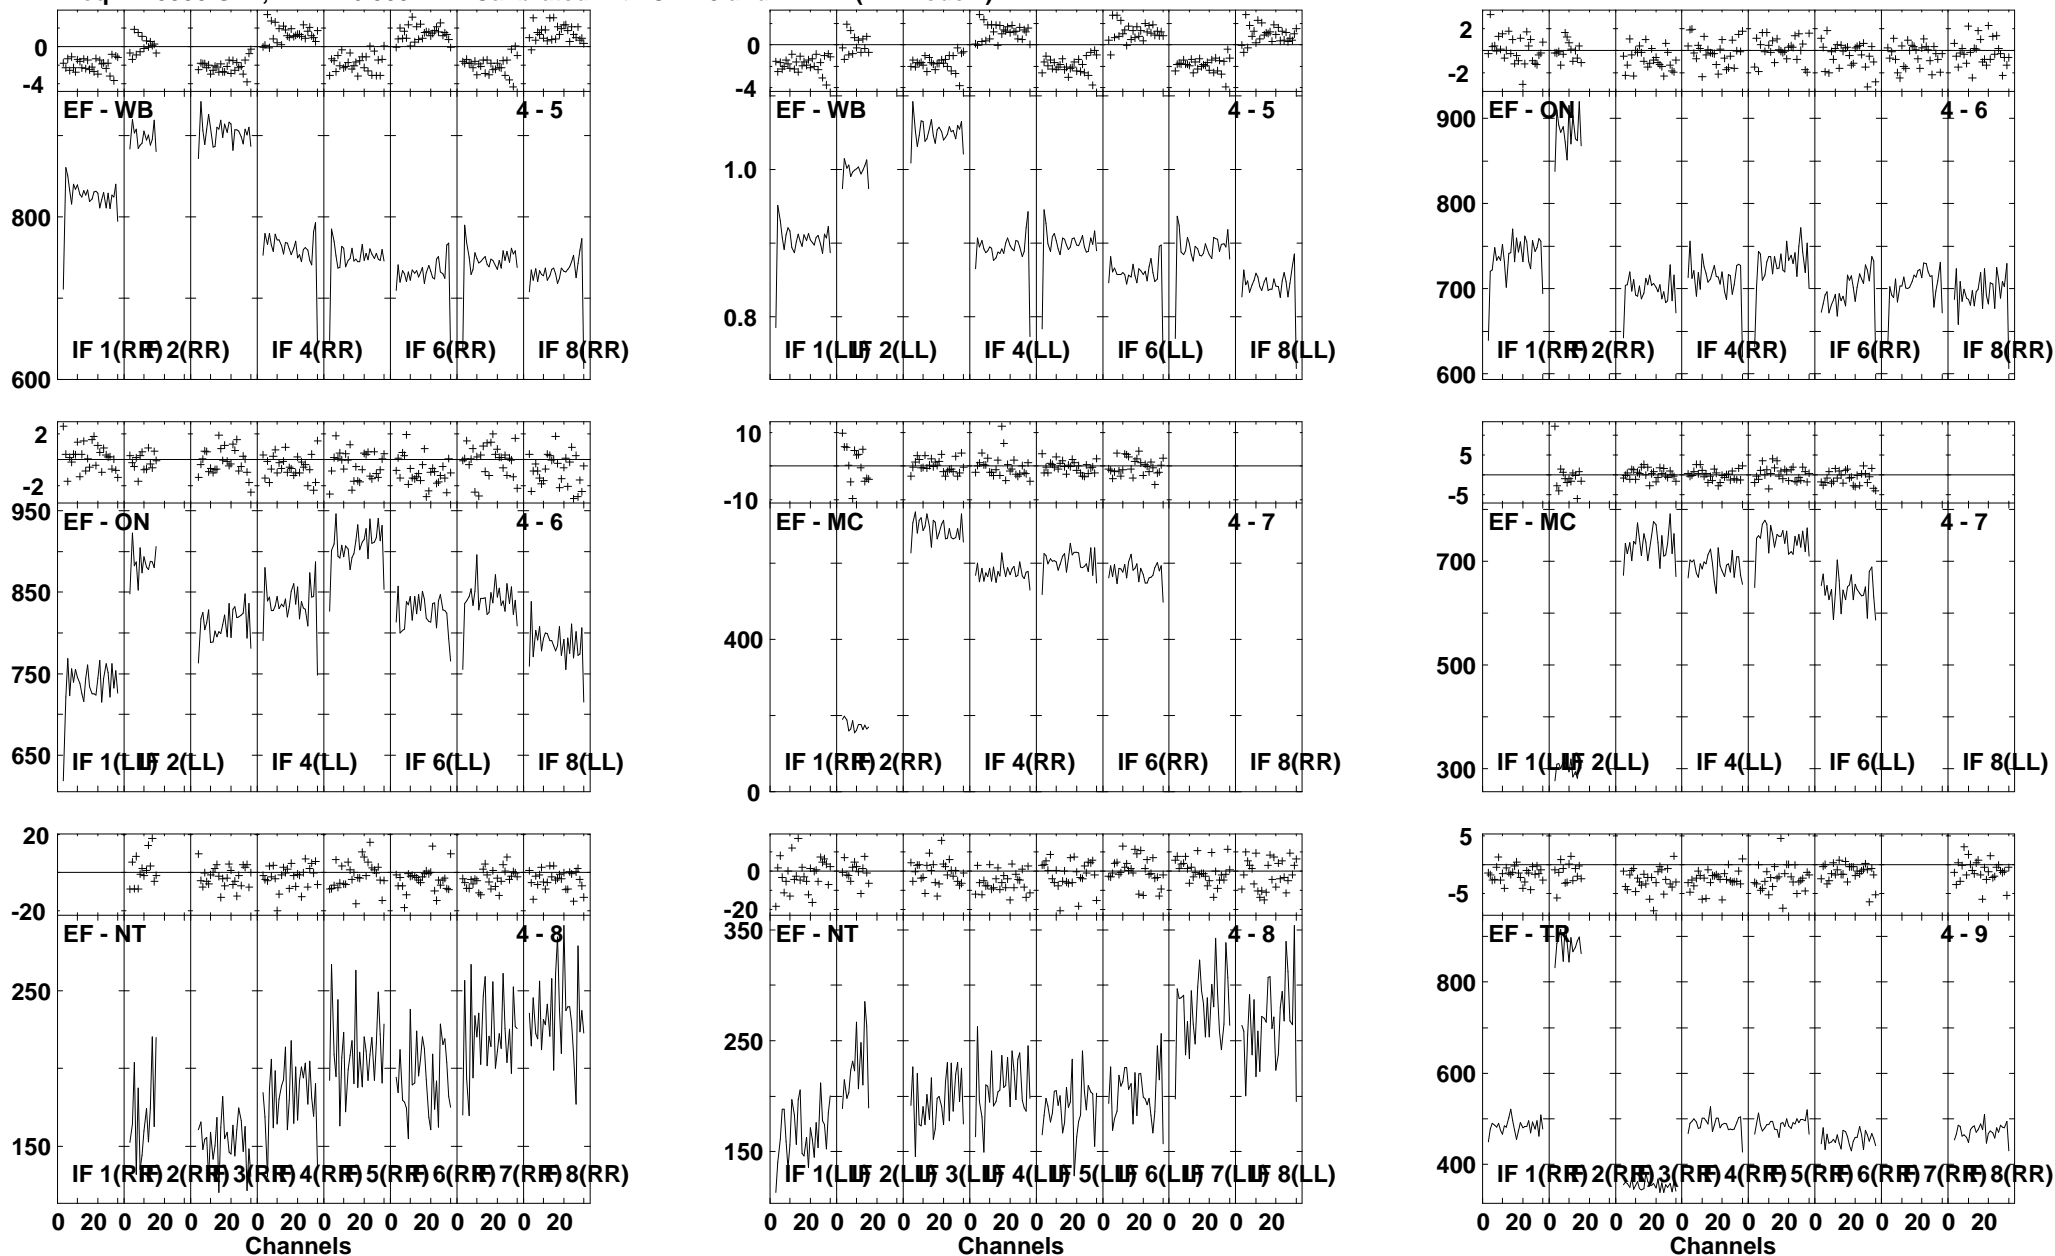 0
-4
EF - WB
4 - 5
800
600
IF 1(RR)
IF 2(RR)
IF 4(RR)
IF 6(RR)
IF 8(RR)
0
-4
EF - WB
4 - 5
1.0
0.8
IF 1(LL)
IF 2(LL)
IF 4(LL)
IF 6(LL)
IF 8(LL)
2
-2
EF - ON
4 - 6
900
800
700
600
IF 1(RR)
IF 2(RR)
IF 4(RR)
IF 6(RR)
IF 8(RR)
2
-2
EF - ON
4 - 6
950
850
750
650
IF 1(LL)
IF 2(LL)
IF 4(LL)
IF 6(LL)
IF 8(LL)
10
-10
EF - MC
4 - 7
400
0
IF 1(RR)
IF 2(RR)
IF 4(RR)
IF 6(RR)
IF 8(RR)
5
-5
EF - MC
4 - 7
700
500
300
IF 1(LL)
IF 2(LL)
IF 4(LL)
IF 6(LL)
IF 8(LL)
20
0
-20
EF - NT
4 - 8
250
150
IF 1(RR)
IF 2(RR)
IF 3(RR)
IF 4(RR)
IF 5(RR)
IF 6(RR)
IF 7(RR)
IF 8(RR)
0 20 0 20 0 20 0 20 0 20 0 20 0 20 0 20
Channels
20
0
-20
EF - NT
4 - 8
350
250
150
IF 1(LL)
IF 2(LL)
IF 3(LL)
IF 4(LL)
IF 5(LL)
IF 6(LL)
IF 7(LL)
IF 8(LL)
0 20 0 20 0 20 0 20 0 20 0 20 0 20 0 20
Channels
5
-5
EF - TR
4 - 9
800
600
400
IF 1(RR)
IF 2(RR)
IF 3(RR)
IF 4(RR)
IF 5(RR)
IF 6(RR)
IF 7(RR)
IF 8(RR)
0 20 0 20 0 20 0 20 0 20 0 20 0 20 0 20
Channels